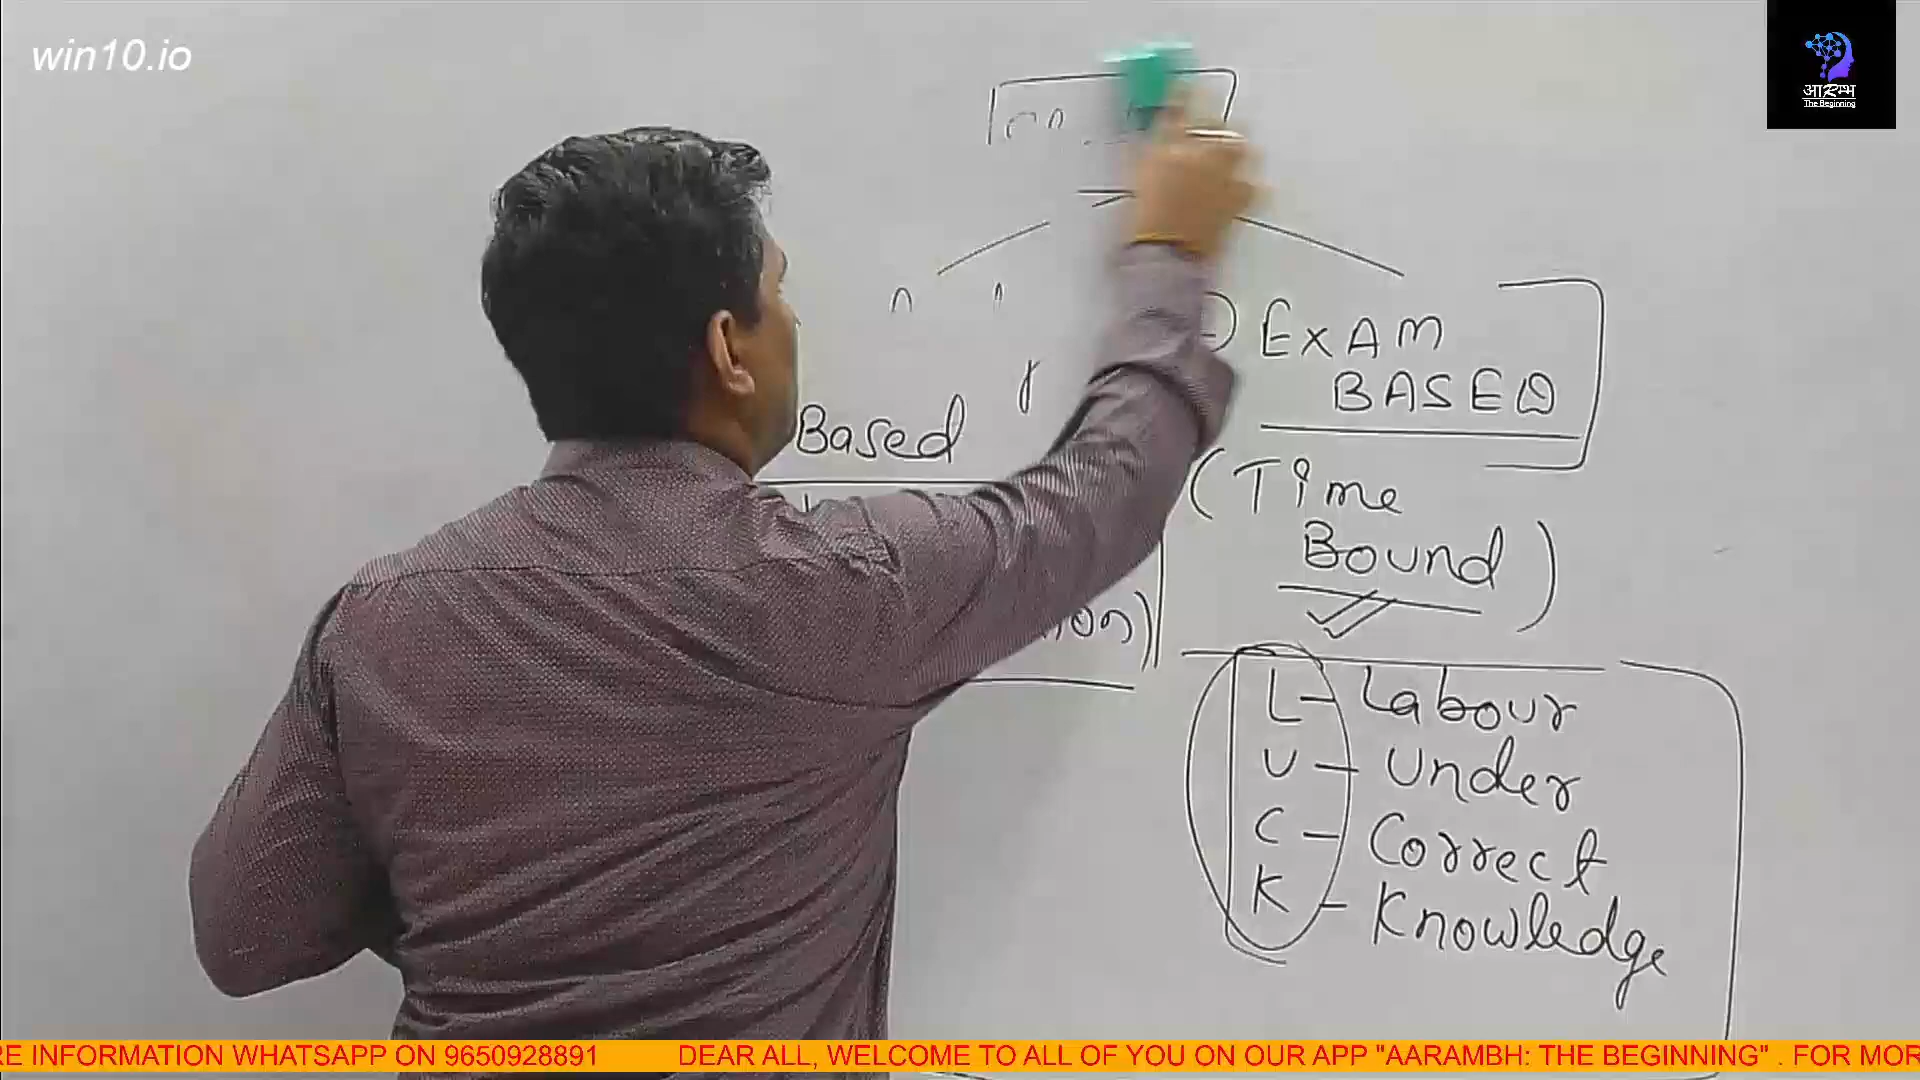 win10.io
आरम्भ
The Beginning
EXAM
BASED
Based
(Time
Bound)
L - Labour
U - Under
C - Correct
K - Knowledge
RE INFORMATION WHATSAPP ON 9650928891 DEAR ALL, WELCOME TO ALL OF YOU ON OUR APP "AARAMBH: THE BEGINNING" . FOR MOR